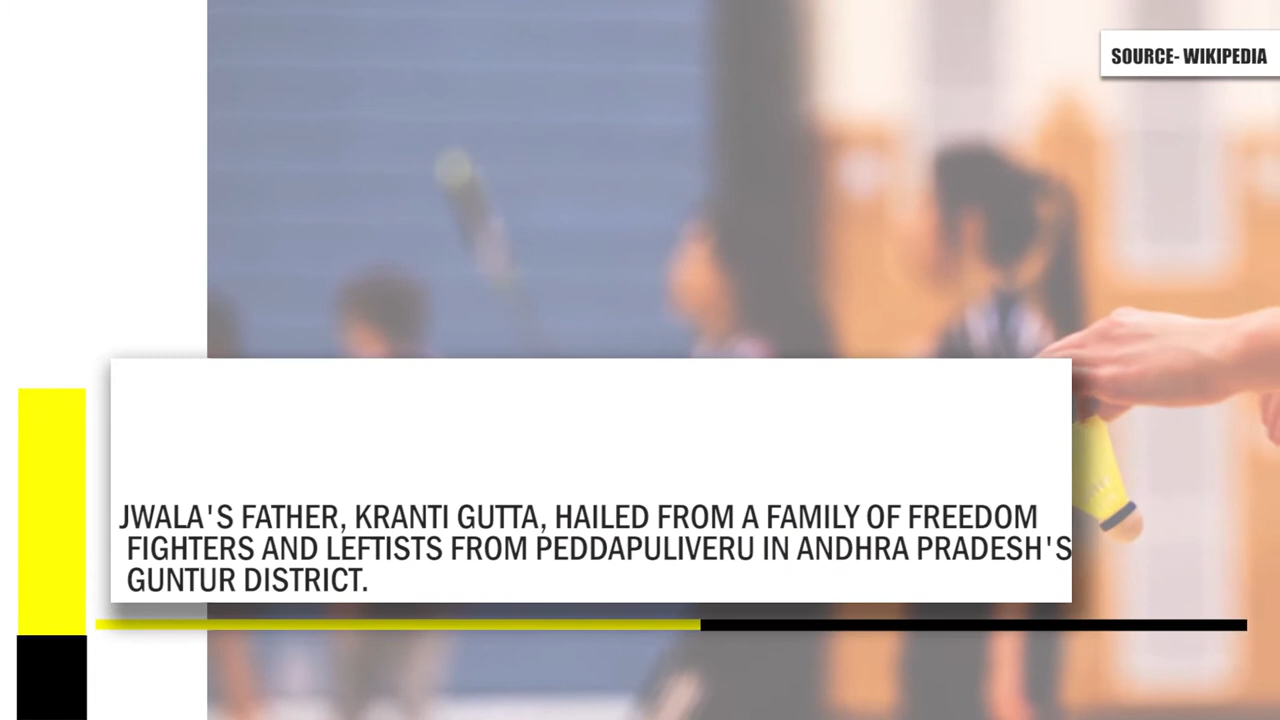 SOURCE- WIKIPEDIA
JWALA'S FATHER, KRANTI GUTTA, HAILED FROM A FAMILY OF FREEDOM
FIGHTERS AND LEFTISTS FROM PEDDAPULIVERU IN ANDHRA PRADESH'S
GUNTUR DISTRICT.